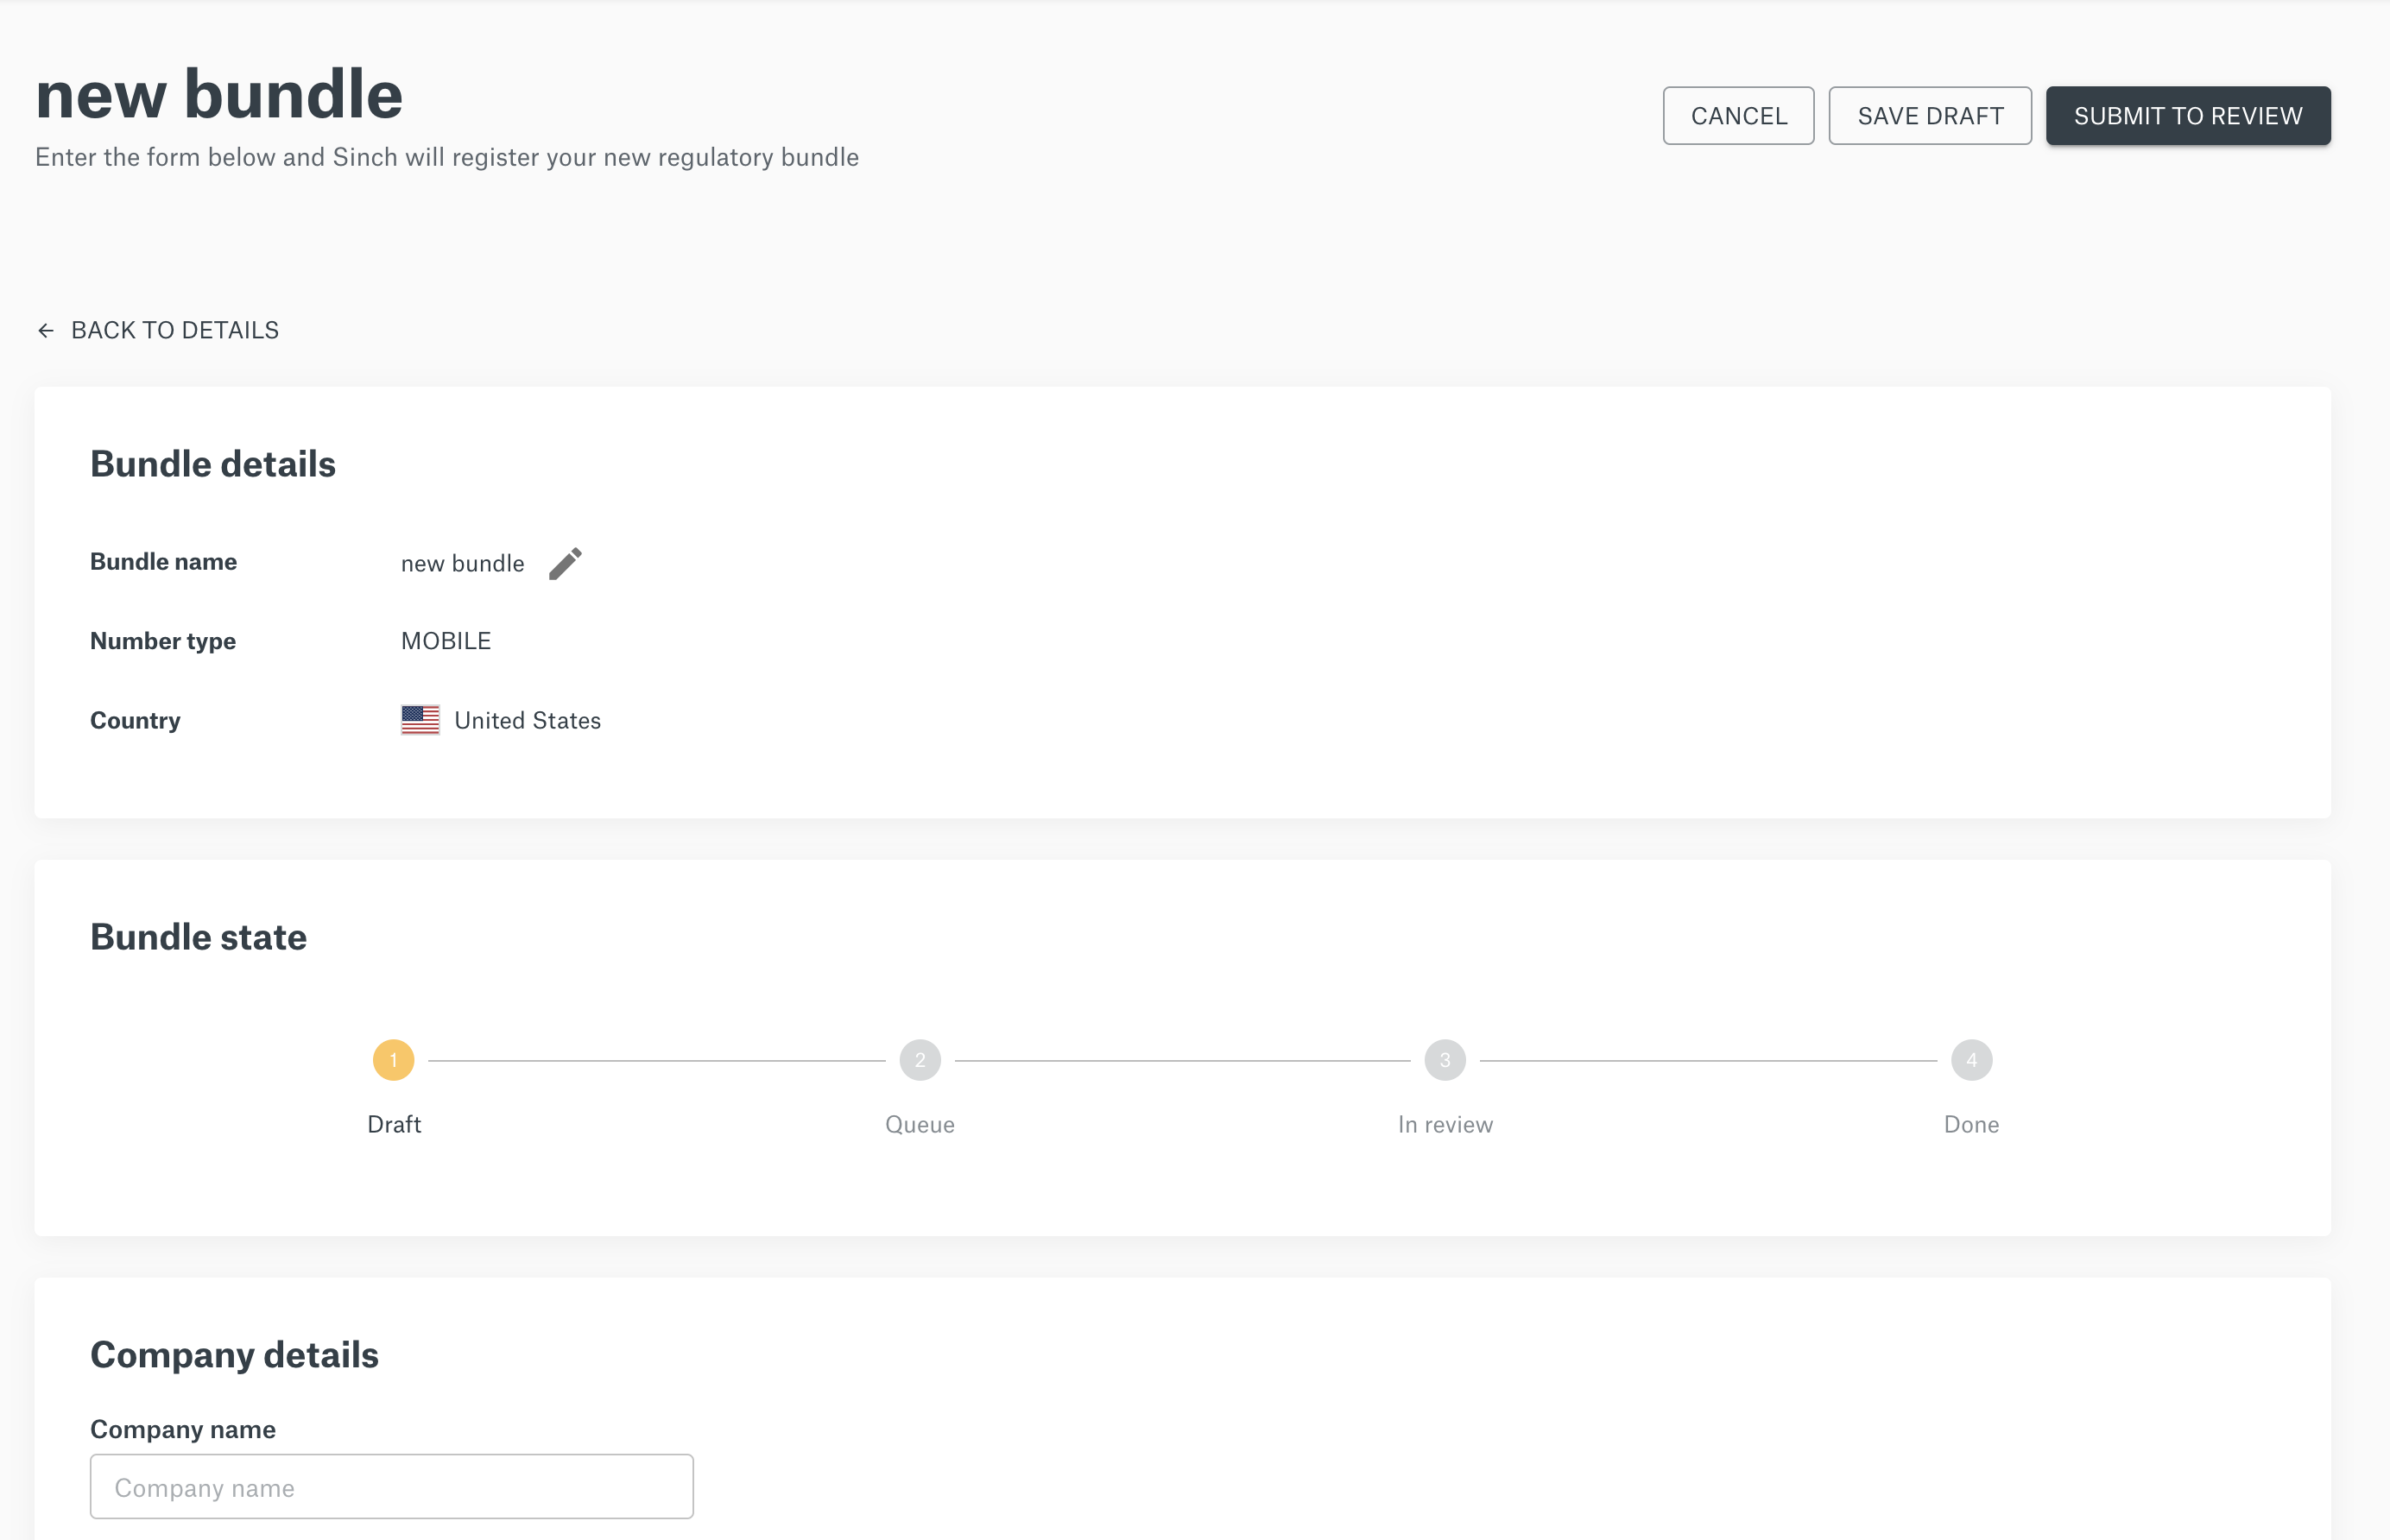 new bundle
Enter the form below and Sinch will register your new regulatory bundle
CANCEL
SAVE DRAFT
SUBMIT TO REVIEW
BACK TO DETAILS
Bundle details
Bundle name new bundle
Number type MOBILE
Country United States
Bundle state
1 2 3 4
Draft Queue In review Done
Company details
Company name
Company name